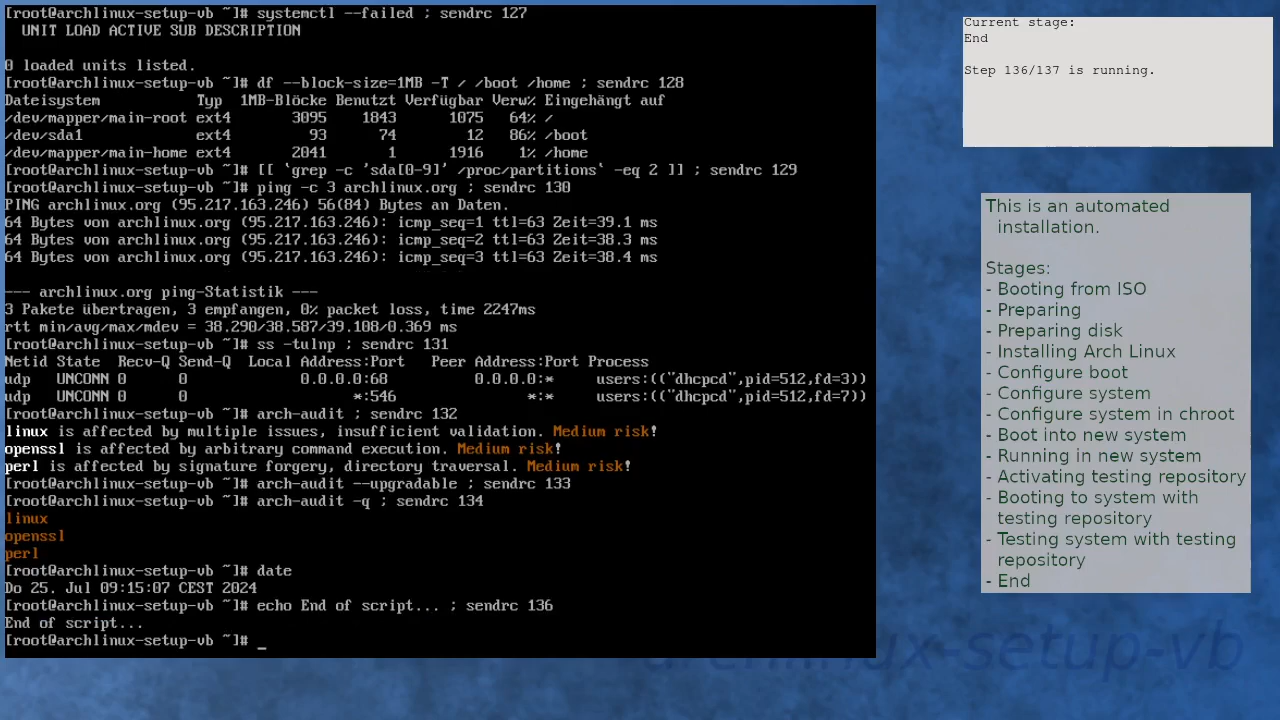 [root@archlinux-setup-vb ~]# systemctl --failed ; sendrc 127
  UNIT LOAD ACTIVE SUB DESCRIPTION
0 loaded units listed.
[root@archlinux-setup-vb ~]# df --block-size=1MB -T / /boot /home ; sendrc 128
Dateisystem           Typ  1MB-Blöcke Benutzt Verfügbar Verw% Eingehängt auf
/dev/mapper/main-root ext4       3095    1843      1075   64% /
/dev/sda1             ext4         93      74        12   86% /boot
/dev/mapper/main-home ext4       2041       1      1916    1% /home
[root@archlinux-setup-vb ~]# [[ `grep -c 'sda[0-9]' /proc/partitions` -eq 2 ]] ; sendrc 129
[root@archlinux-setup-vb ~]# ping -c 3 archlinux.org ; sendrc 130
PING archlinux.org (95.217.163.246) 56(84) Bytes an Daten.
64 Bytes von archlinux.org (95.217.163.246): icmp_seq=1 ttl=63 Zeit=39.1 ms
64 Bytes von archlinux.org (95.217.163.246): icmp_seq=2 ttl=63 Zeit=38.3 ms
64 Bytes von archlinux.org (95.217.163.246): icmp_seq=3 ttl=63 Zeit=38.4 ms
--- archlinux.org ping-Statistik ---
3 Pakete übertragen, 3 empfangen, 0% packet loss, time 2247ms
rtt min/avg/max/mdev = 38.290/38.587/39.108/0.369 ms
[root@archlinux-setup-vb ~]# ss -tulnp ; sendrc 131
Netid State  Recv-Q Send-Q  Local Address:Port   Peer Address:Port Process
udp   UNCONN 0      0             0.0.0.0:68          0.0.0.0:*     users:(("dhcpcd",pid=512,fd=3))
udp   UNCONN 0      0                   *:546               *:*     users:(("dhcpcd",pid=512,fd=7))
[root@archlinux-setup-vb ~]# arch-audit ; sendrc 132
linux is affected by multiple issues, insufficient validation. Medium risk!
openssl is affected by arbitrary command execution. Medium risk!
perl is affected by signature forgery, directory traversal. Medium risk!
[root@archlinux-setup-vb ~]# arch-audit --upgradable ; sendrc 133
[root@archlinux-setup-vb ~]# arch-audit -q ; sendrc 134
linux
openssl
perl
[root@archlinux-setup-vb ~]# date
Do 25. Jul 09:15:07 CEST 2024
[root@archlinux-setup-vb ~]# echo End of script... ; sendrc 136
End of script...
[root@archlinux-setup-vb ~]# _
Current stage:
End
Step 136/137 is running.
This is an automated
installation.
Stages:
- Booting from ISO
- Preparing
- Preparing disk
- Installing Arch Linux
- Configure boot
- Configure system
- Configure system in chroot
- Boot into new system
- Running in new system
- Activating testing repository
- Booting to system with
testing repository
- Testing system with testing
repository
- End
archlinux-setup-vb